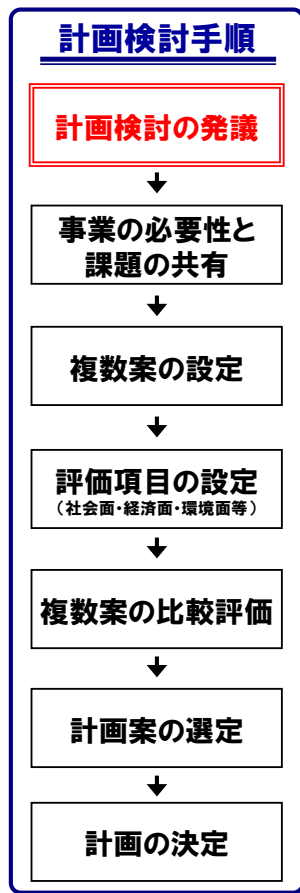 計画検討手順
計画検討の発議
事業の必要性と
課題の共有
複数案の設定
評価項目の設定
（社会面・経済面・環境面等）
複数案の比較評価
計画案の選定
計画の決定